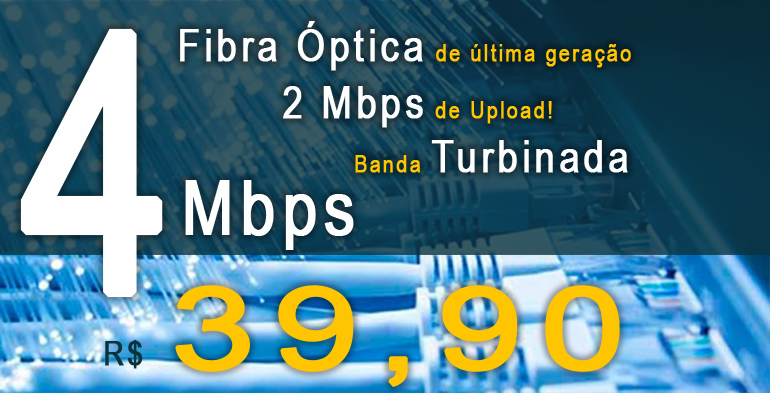 Fibra Óptica de última geração
2 Mbps de Upload!
Banda Turbinada
4 Mbps
R$ 39,90